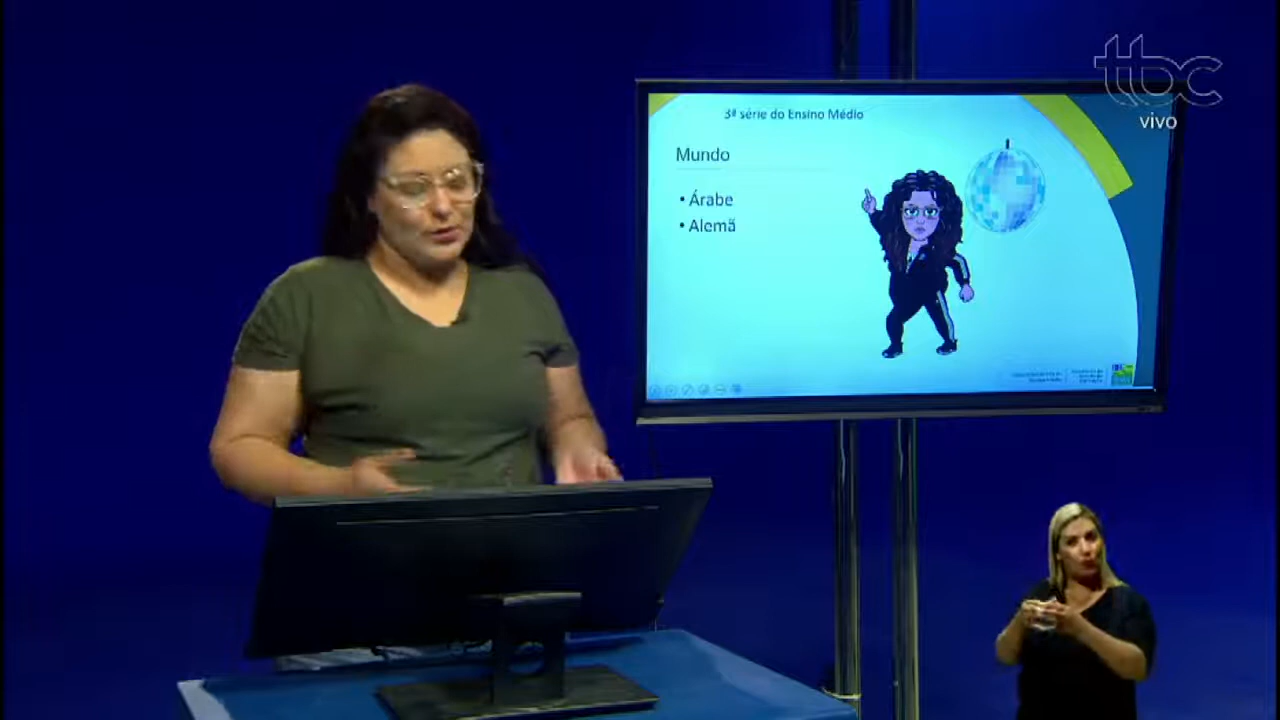 tbc
vivo
3ª série do Ensino Médio
Mundo
• Árabe
• Alemã